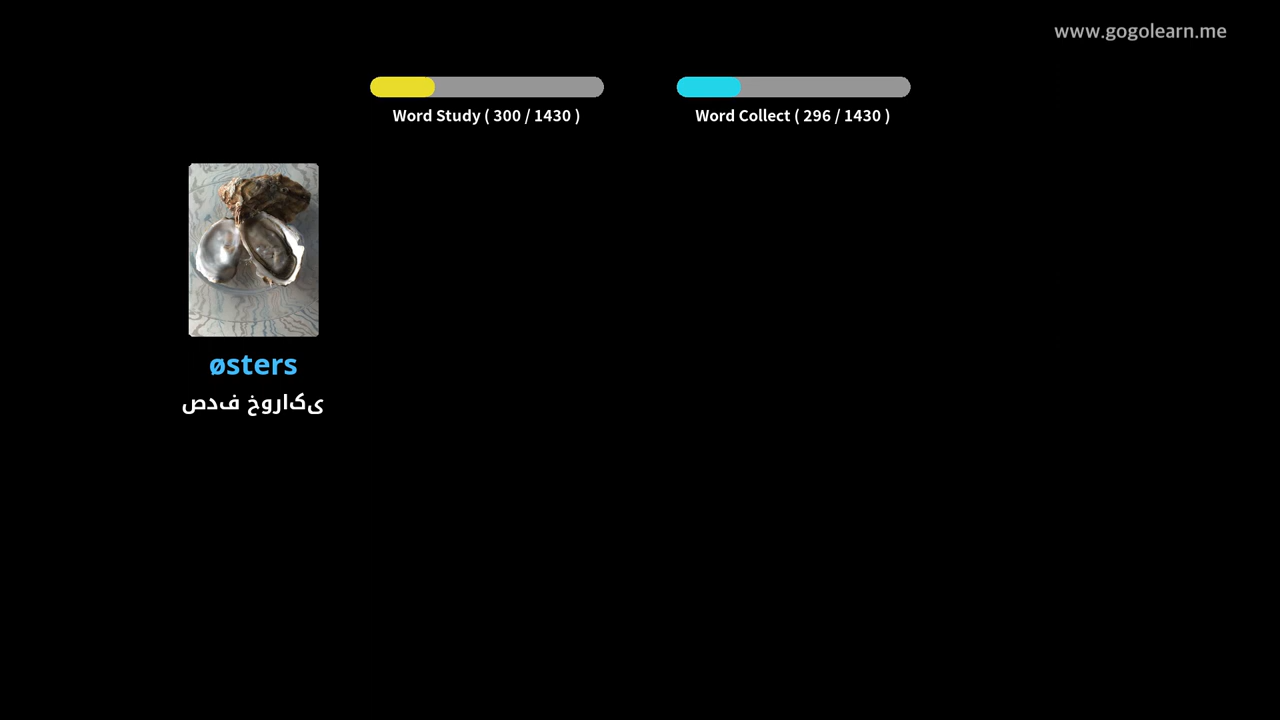 www.gogolearn.me
Word Study ( 300 / 1430 )
Word Collect ( 296 / 1430 )
østers
صدف خوراکی